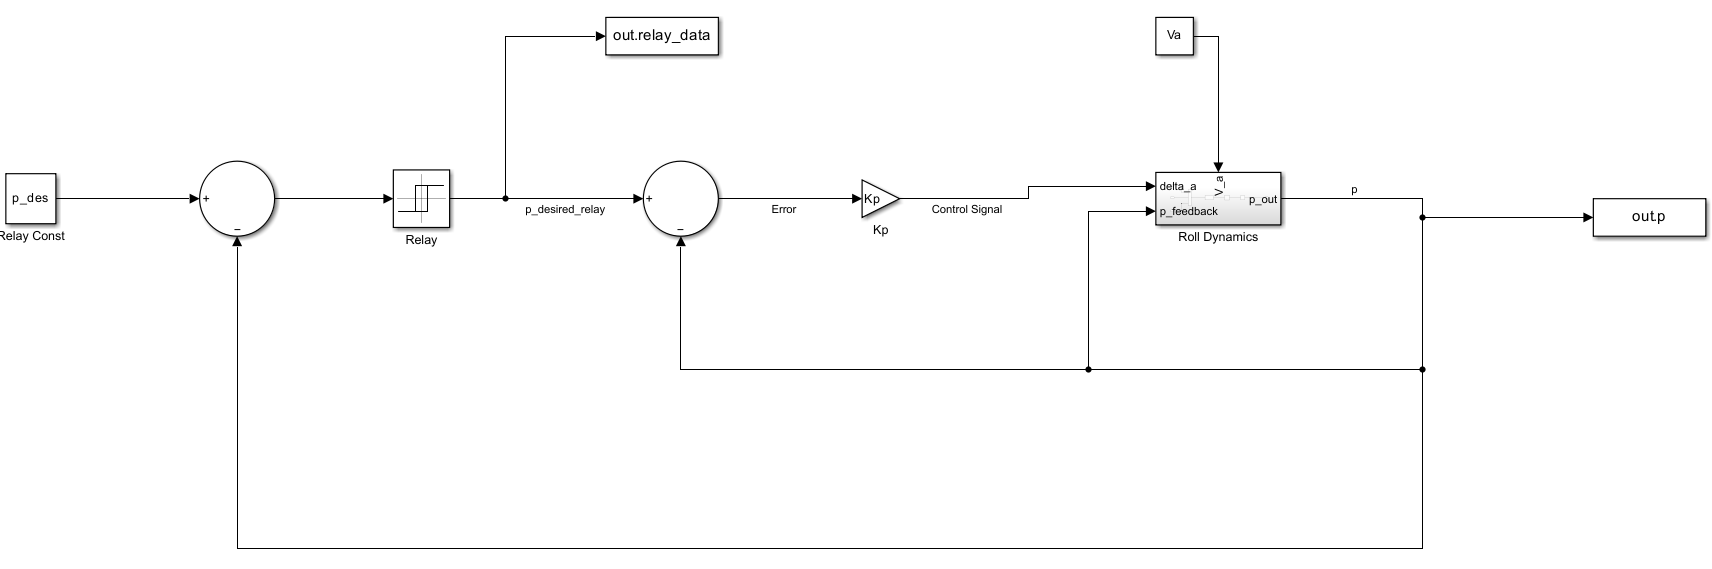 out.relay_data
Va
p_des
Relay Const
+
−
Relay
p_desired_relay
+
−
Error
Kp
Kp
Control Signal
delta_a
p_feedback
V_a
p_out
Roll Dynamics
p
out.p